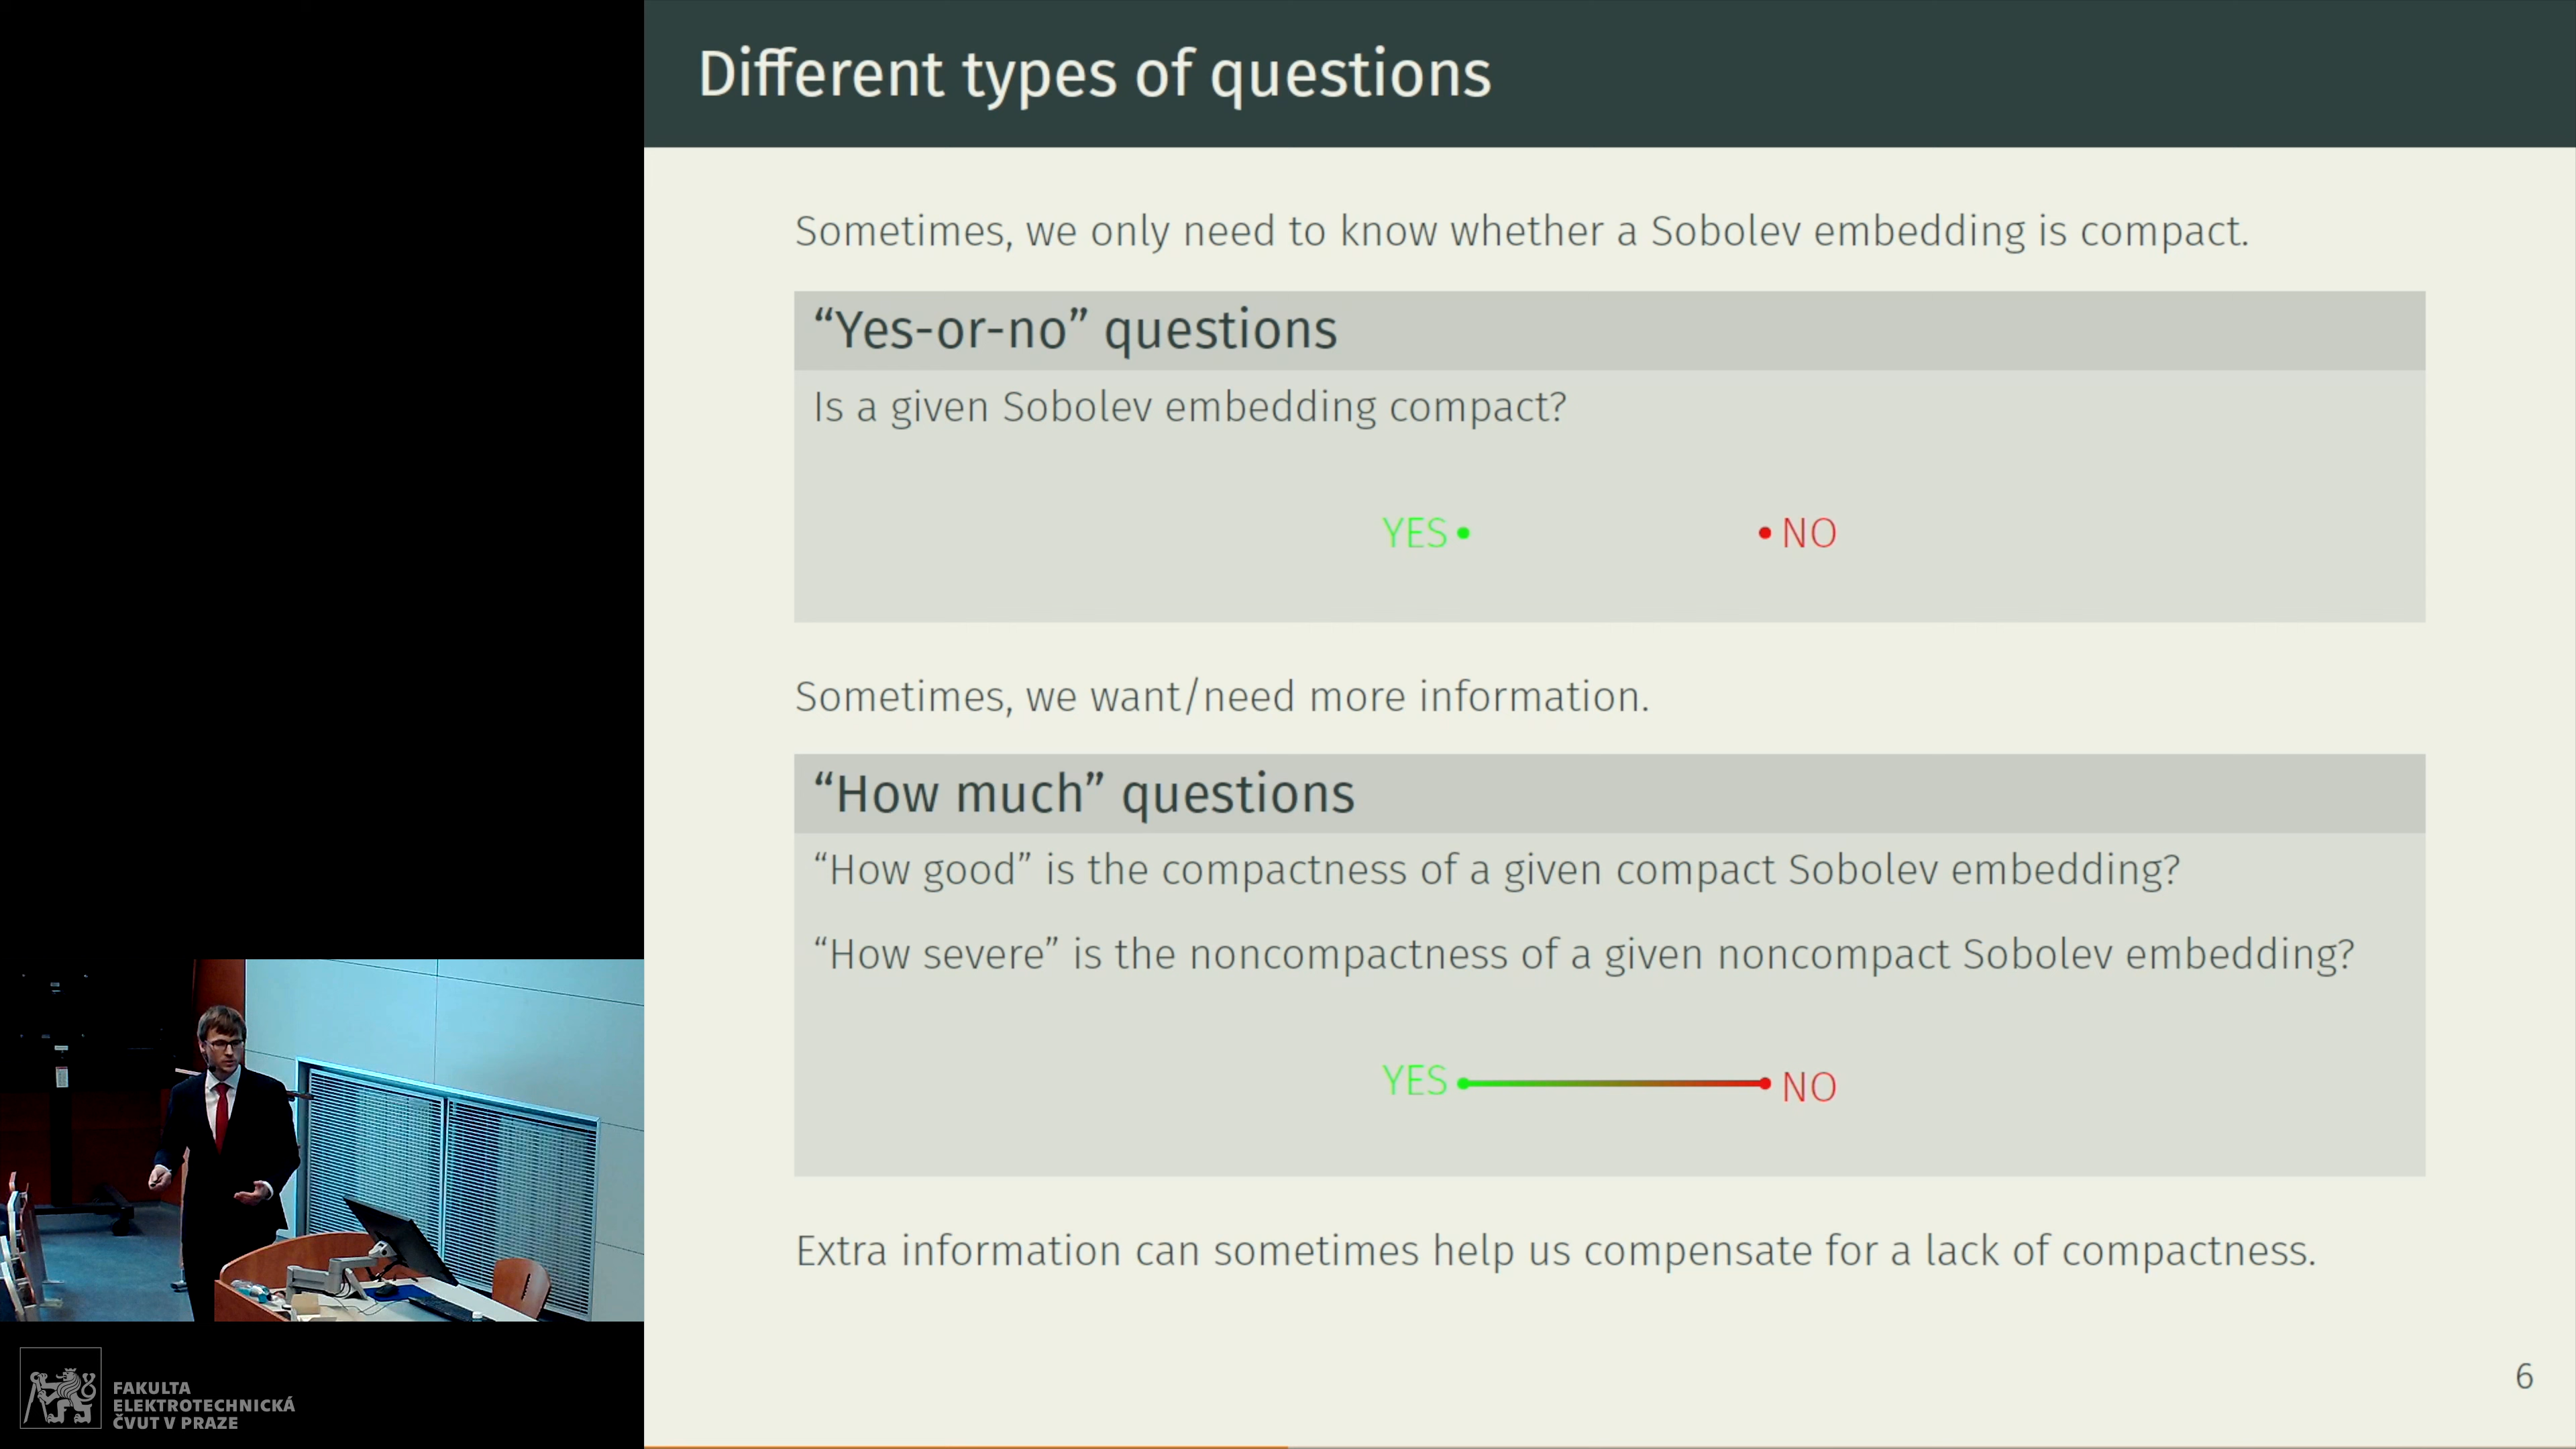 Different types of questions
Sometimes, we only need to know whether a Sobolev embedding is compact.
“Yes-or-no” questions
Is a given Sobolev embedding compact?
YES NO
Sometimes, we want/need more information.
“How much” questions
“How good” is the compactness of a given compact Sobolev embedding?
“How severe” is the noncompactness of a given noncompact Sobolev embedding?
YES NO
Extra information can sometimes help us compensate for a lack of compactness.
6
FAKULTA
ELEKTROTECHNICKÁ
ČVUT V PRAZE